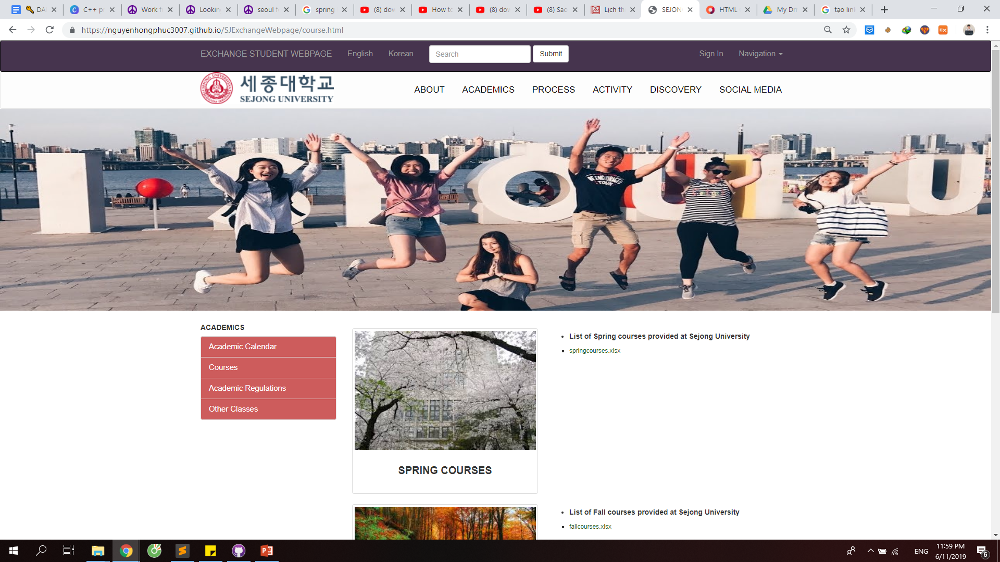 DA
C++ p
Work f
Lookin
seoul f
spring
(8) dov
How to
(8) dov
(8) Sao
Lịch th
SEJON
HTML
My Dri
tạo lin
https://nguyenhongphuc3007.github.io/SJExchangeWebpage/course.html
EXCHANGE STUDENT WEBPAGE English Korean Search Submit Sign In Navigation
세종대학교
SEJONG UNIVERSITY
ABOUT ACADEMICS PROCESS ACTIVITY DISCOVERY SOCIAL MEDIA
ACADEMICS
Academic Calendar
Courses
Academic Regulations
Other Classes
SPRING COURSES
List of Spring courses provided at Sejong University
springcourses.xlsx
List of Fall courses provided at Sejong University
fallcourses.xlsx
ENG
11:59 PM
6/11/2019
6